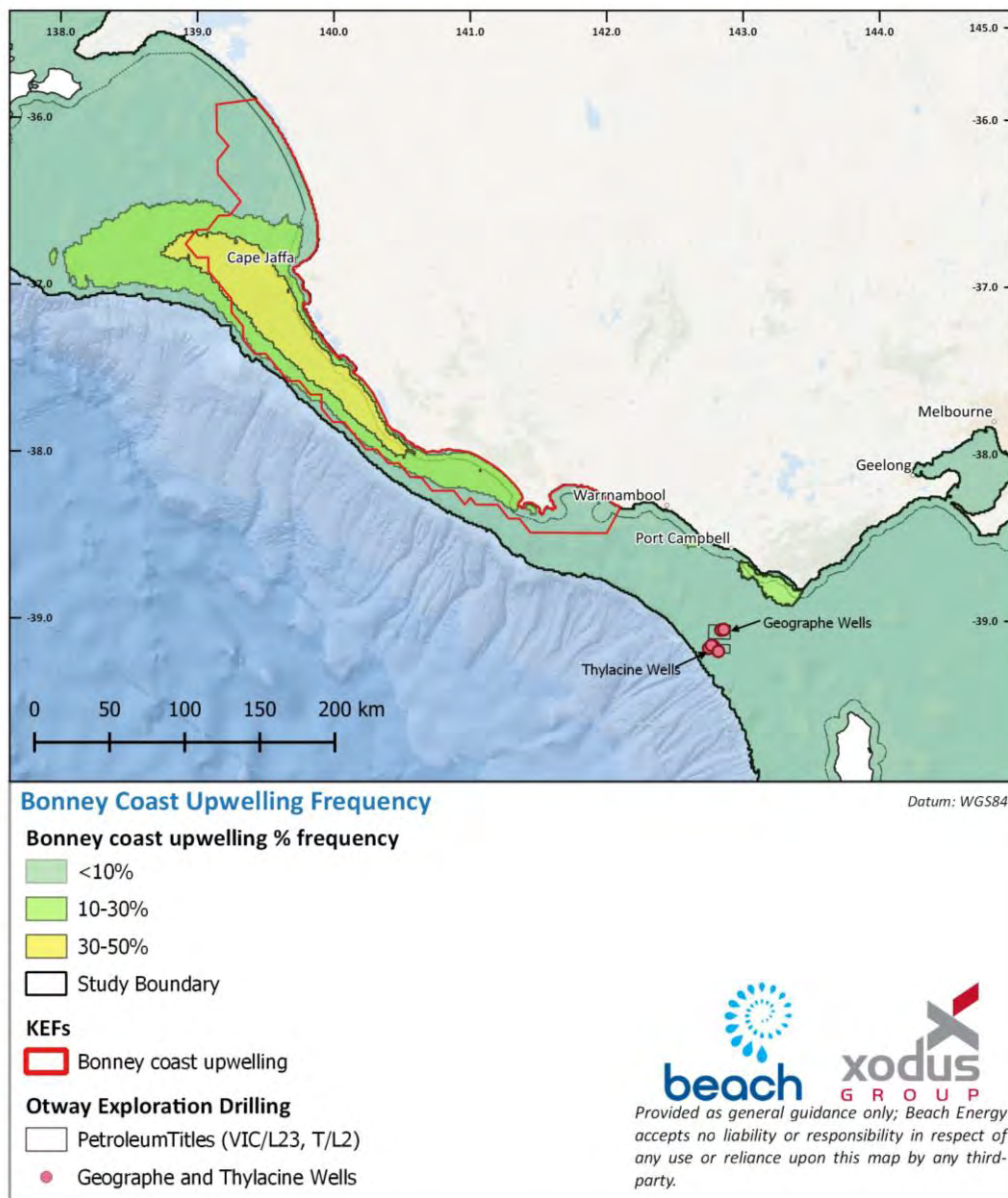 138.0 139.0 140.0 141.0 142.0 143.0 144.0 145.0
-36.0 -36.0
Cape Jaffa
-37.0 -37.0
Melbourne
-38.0 -38.0
Geelong
Warrnambool
Port Campbell
-39.0 -39.0
Geographe Wells
Thylacine Wells
0 50 100 150 200 km
Bonney Coast Upwelling Frequency
Datum: WGS84
Bonney coast upwelling % frequency
<10%
10-30%
30-50%
Study Boundary
KEFs
Bonney coast upwelling
Otway Exploration Drilling
PetroleumTitles (VIC/L23, T/L2)
Geographe and Thylacine Wells
beach
xodus
GROUP
Provided as general guidance only; Beach Energy
accepts no liability or responsibility in respect of
any use or reliance upon this map by any third-
party.